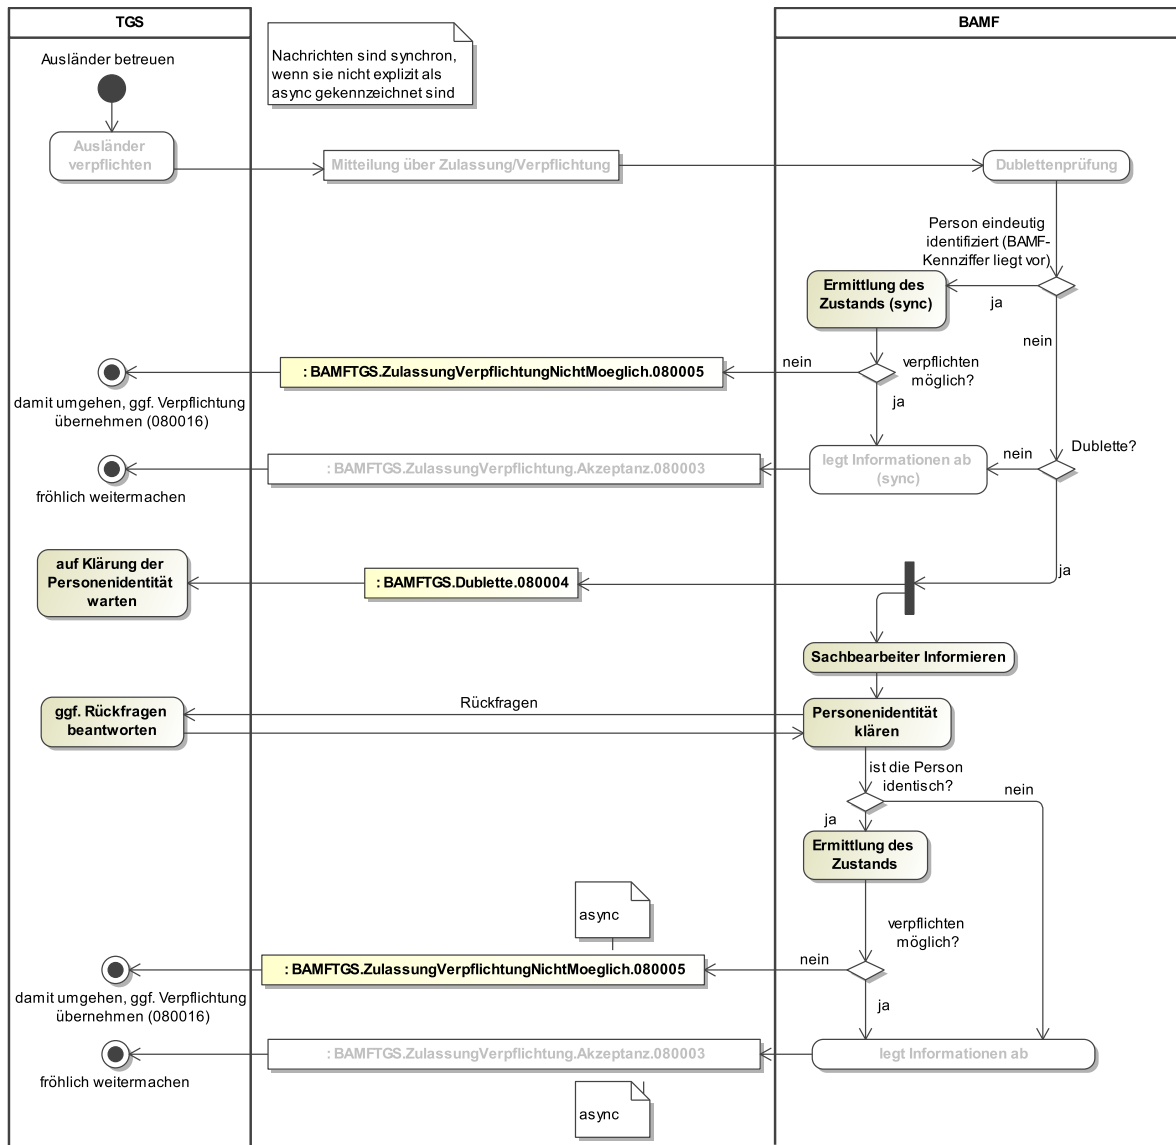 TGS
BAMF
Ausländer betreuen
Nachrichten sind synchron,
wenn sie nicht explizit als
async gekennzeichnet sind
Ausländer
verpflichten
Mitteilung über Zulassung/Verpflichtung
Dublettenprüfung
Person eindeutig
identifiziert (BAMF-
Kennziffer liegt vor)
Ermittlung des
Zustands (sync)
ja
nein
: BAMFTGS.ZulassungVerpflichtungNichtMoeglich.080005
nein
verpflichten
möglich?
damit umgehen, ggf. Verpflichtung
übernehmen (080016)
ja
: BAMFTGS.ZulassungVerpflichtung.Akzeptanz.080003
legt Informationen ab
(sync)
nein
Dublette?
fröhlich weitermachen
auf Klärung der
Personenidentität
warten
: BAMFTGS.Dublette.080004
ja
Sachbearbeiter Informieren
ggf. Rückfragen
beantworten
Rückfragen
Personenidentität
klären
ist die Person
identisch?
nein
ja
Ermittlung des
Zustands
async
verpflichten
möglich?
: BAMFTGS.ZulassungVerpflichtungNichtMoeglich.080005
nein
damit umgehen, ggf. Verpflichtung
übernehmen (080016)
ja
: BAMFTGS.ZulassungVerpflichtung.Akzeptanz.080003
legt Informationen ab
fröhlich weitermachen
async